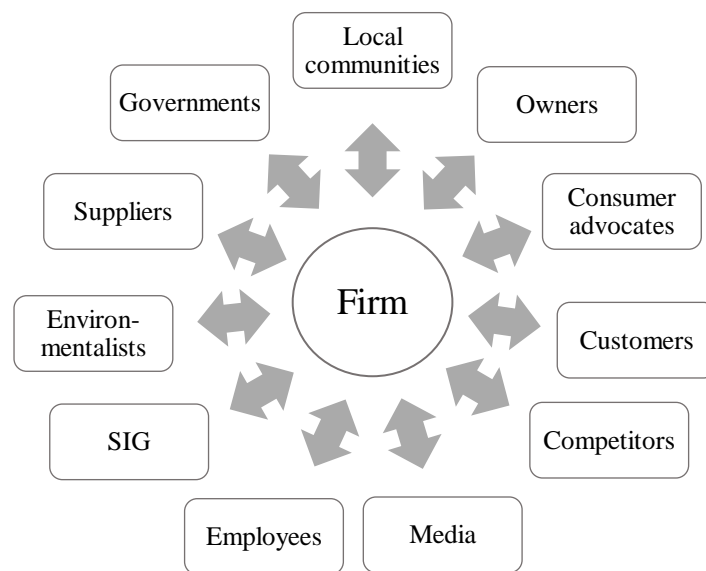 Local
communities
Governments
Owners
Suppliers
Consumer
advocates
Firm
Environ-
mentalists
Customers
SIG
Competitors
Employees
Media